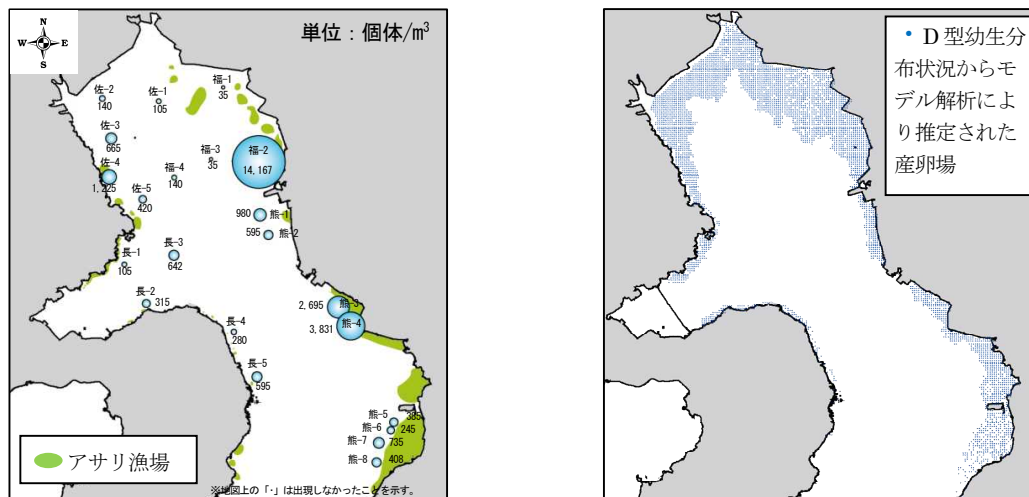 N
W E
S
単位：個体/m³
福-1
35
佐-2
140
佐-1
105
佐-3
665
福-3
35
福-2
14,167
佐-4
1,225
福-4
140
佐-5
420
980 熊-1
595 熊-2
長-3
642
長-1
105
長-2
315
2,695 熊-3
3,831 熊-4
長-4
280
長-5
595
熊-5 385
熊-6 245
熊-7 735
熊-8 408
アサリ漁場
※地図上の「-」は出現しなかったことを示す。
・D 型幼生分
布状況からモ
デル解析によ
り推定された
産卵場